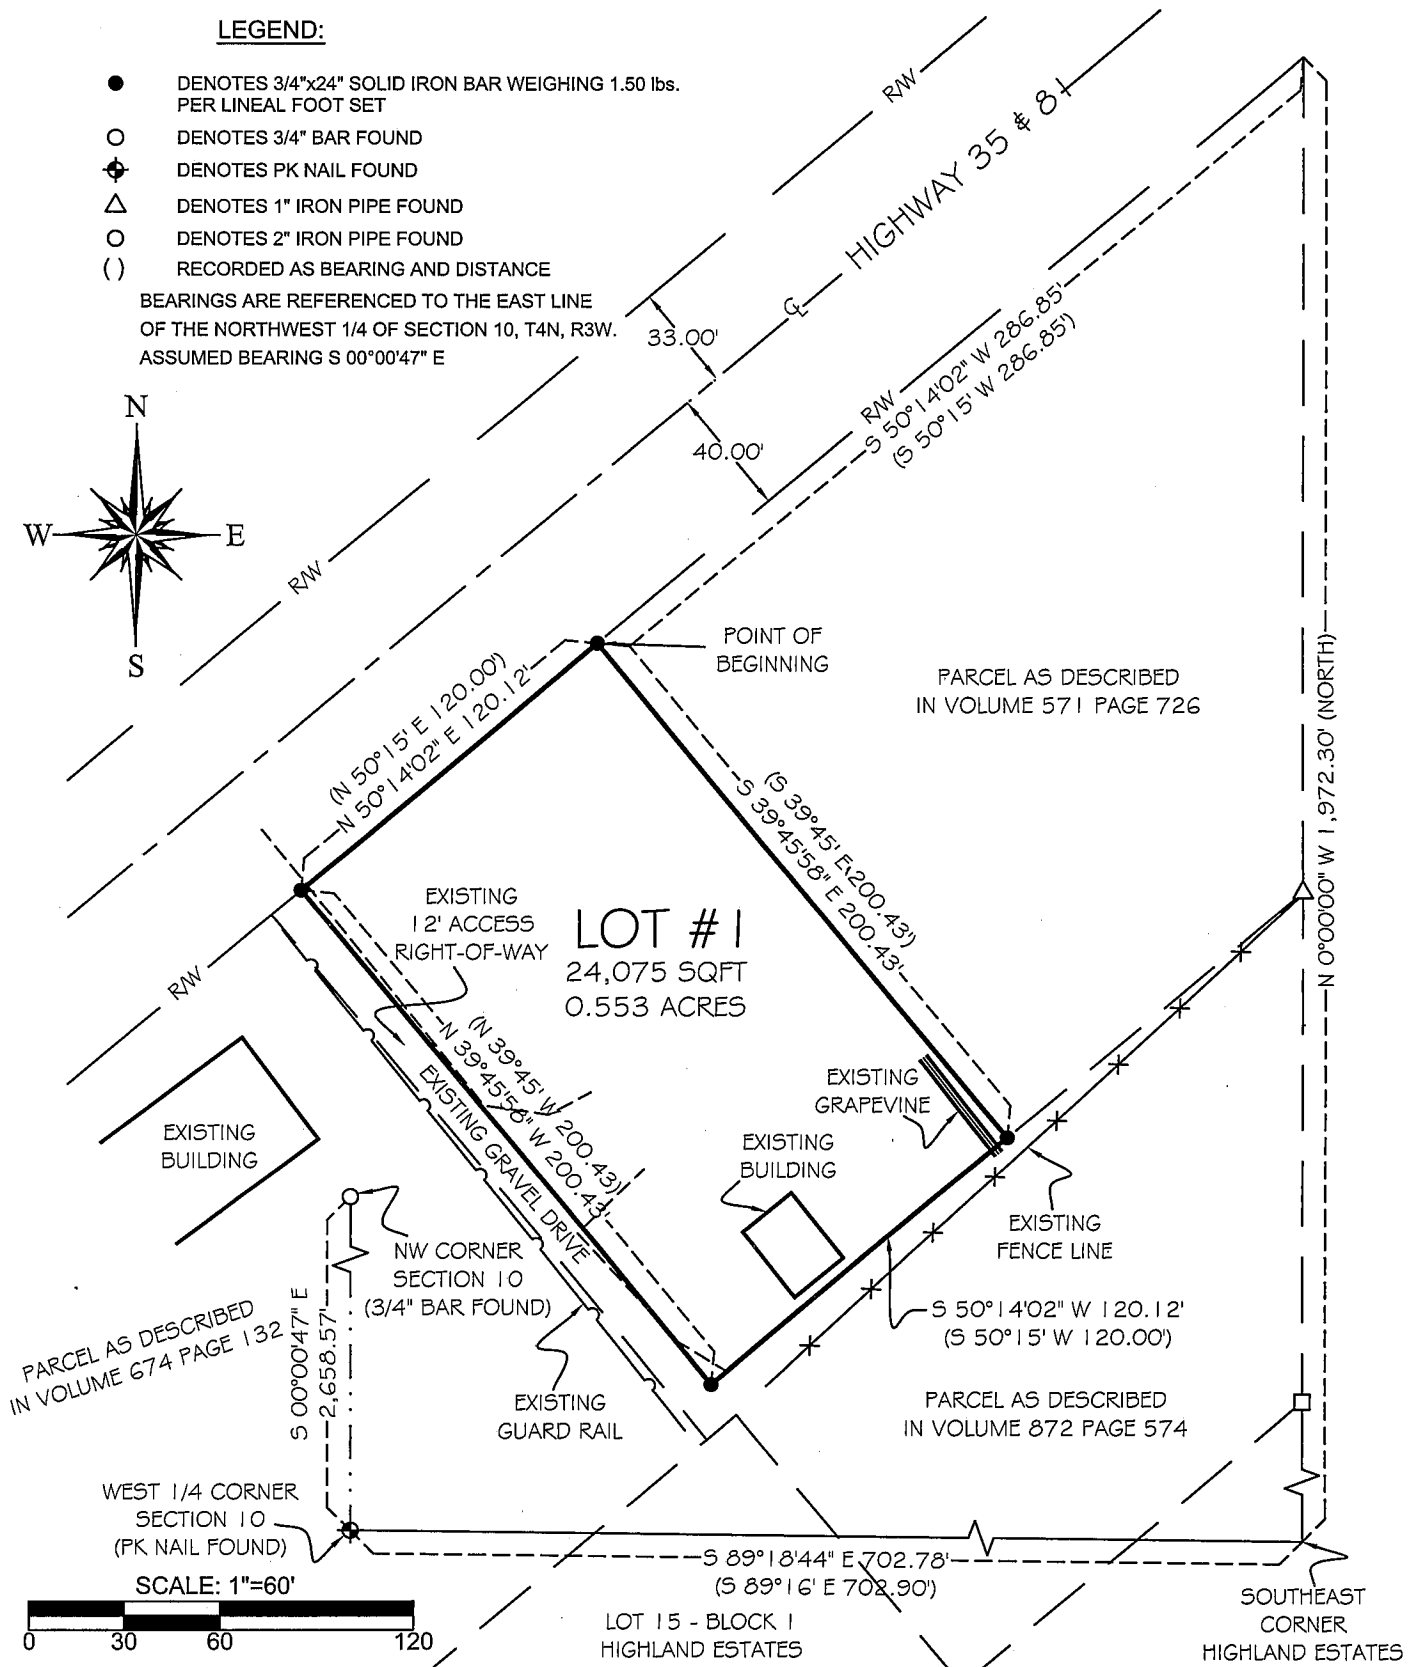 LEGEND:
DENOTES 3/4"x24" SOLID IRON BAR WEIGHING 1.50 lbs.
PER LINEAL FOOT SET
DENOTES 3/4" BAR FOUND
DENOTES PK NAIL FOUND
DENOTES 1" IRON PIPE FOUND
DENOTES 2" IRON PIPE FOUND
( ) RECORDED AS BEARING AND DISTANCE
BEARINGS ARE REFERENCED TO THE EAST LINE
OF THE NORTHWEST 1/4 OF SECTION 10, T4N, R3W.
ASSUMED BEARING S 00°00'47" E
R/W
HIGHWAY 35 & 81
℄
33.00'
40.00'
R/W
S 50°14'02" W 286.85'
(S 50°15' W 286.85')
N
W
E
S
R/W
POINT OF
BEGINNING
PARCEL AS DESCRIBED
IN VOLUME 571 PAGE 726
N 0°00'00" W 1,972.30' (NORTH)
(N 50°15' E 120.00')
N 50°14'02" E 120.12'
(S 39°45' E 200.43')
S 39°45'58" E 200.43'
EXISTING
12' ACCESS
RIGHT-OF-WAY
LOT #1
24,075 SQFT
0.553 ACRES
R/W
(N 39°45' W 200.43')
N 39°45'58" W 200.43'
EXISTING GRAVEL DRIVE
EXISTING
GRAPEVINE
EXISTING
BUILDING
EXISTING
BUILDING
EXISTING
FENCE LINE
NW CORNER
SECTION 10
(3/4" BAR FOUND)
S 50°14'02" W 120.12'
(S 50°15' W 120.00')
PARCEL AS DESCRIBED
IN VOLUME 674 PAGE 132
S 00°00'47" E
2,658.57'
EXISTING
GUARD RAIL
PARCEL AS DESCRIBED
IN VOLUME 872 PAGE 574
WEST 1/4 CORNER
SECTION 10
(PK NAIL FOUND)
S 89°18'44" E 702.78'
(S 89°16' E 702.90')
SCALE: 1"=60'
0 30 60 120
LOT 15 - BLOCK 1
HIGHLAND ESTATES
SOUTHEAST
CORNER
HIGHLAND ESTATES